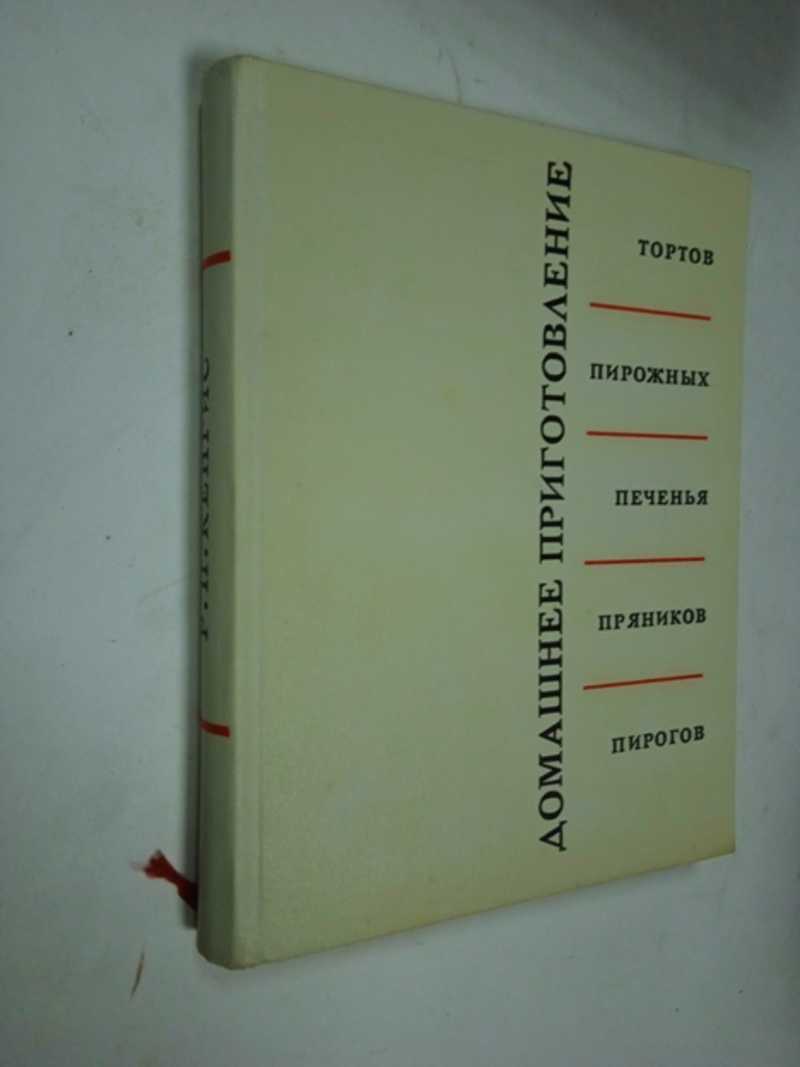 ДОМАШНЕЕ ПРИГОТОВЛЕНИЕ
ТОРТОВ
ПИРОЖНЫХ
ПЕЧЕНЬЯ
ПРЯНИКОВ
ПИРОГОВ